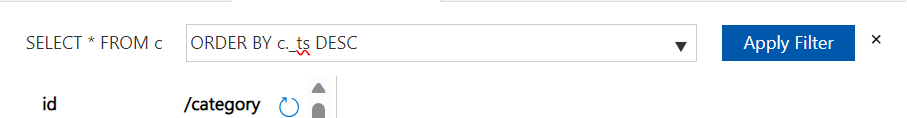 SELECT * FROM c ORDER BY c._ts DESC Apply Filter ×
id /category